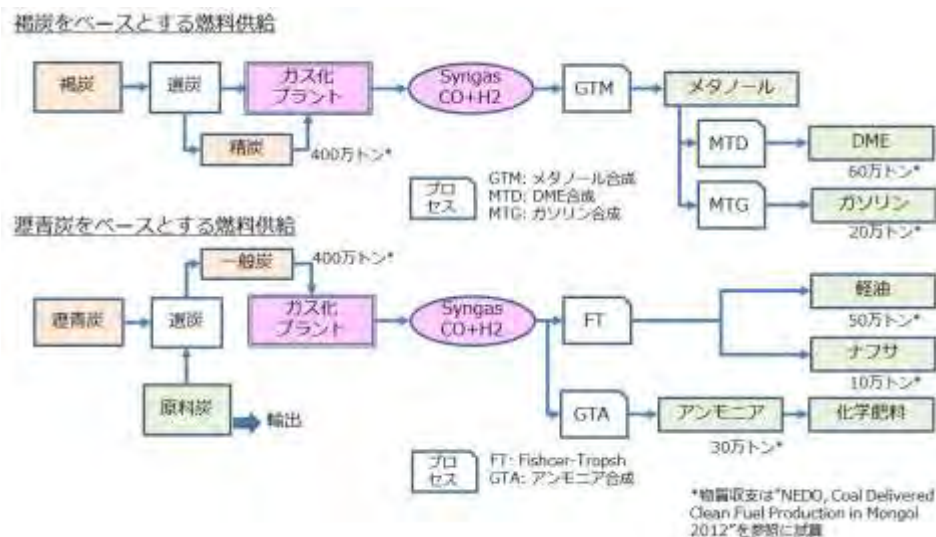 褐炭をベースとする燃料供給
褐炭
選炭
ガス化
プラント
Syngas
CO+H2
GTM
メタノール
精炭
400万トン*
MTD
DME
60万トン*
プロ
セス
GTM: メタノール合成
MTD: DME合成
MTG: ガソリン合成
MTG
ガソリン
20万トン*
瀝青炭をベースとする燃料供給
一般炭
400万トン*
瀝青炭
選炭
ガス化
プラント
Syngas
CO+H2
FT
軽油
50万トン*
ナフサ
10万トン*
原料炭
輸出
GTA
アンモニア
化学肥料
30万トン*
プロ
セス
FT: Fishcer-Tropsh
GTA: アンモニア合成
*物質収支は"NEDO, Coal Delivered
Clean Fuel Production in Mongol
2012"を参照に試算